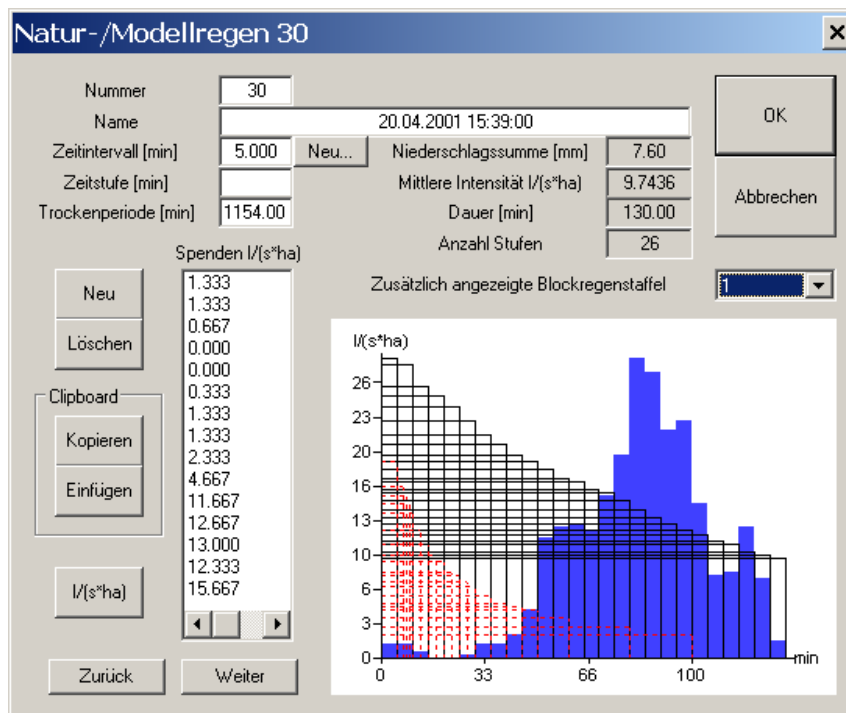 Natur-/Modellregen 30
Nummer 30
Name 20.04.2001 15:39:00
Zeitintervall [min] 5.000 Neu... Niederschlagssumme [mm] 7.60
Zeitstufe [min] Mittlere Intensität l/(s*ha) 9.7436
Trockenperiode [min] 1154.00 Dauer [min] 130.00
Anzahl Stufen 26
OK
Abbrechen
Spenden l/(s*ha)
Zusätzlich angezeigte Blockregenstaffel 1
Neu
Löschen
Clipboard
Kopieren
Einfügen
l/(s*ha)
1.333
1.333
0.667
0.000
0.000
0.333
1.333
1.333
2.333
4.667
11.667
12.667
13.000
12.333
15.667
Zurück Weiter
l/(s*ha)
26
23
20
16
13
10
6
3
0
0 33 66 100 min